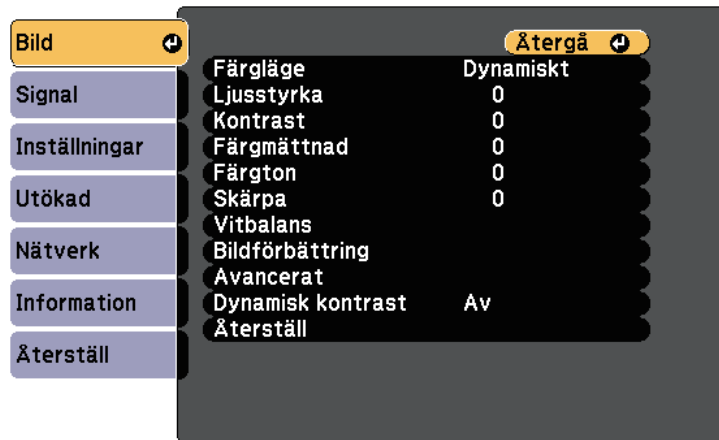 Bild
Signal
Inställningar
Utökad
Nätverk
Information
Återställ
Återgå
Färgläge Dynamiskt
Ljusstyrka 0
Kontrast 0
Färgmättnad 0
Färgton 0
Skärpa 0
Vitbalans
Bildförbättring
Avancerat
Dynamisk kontrast Av
Återställ